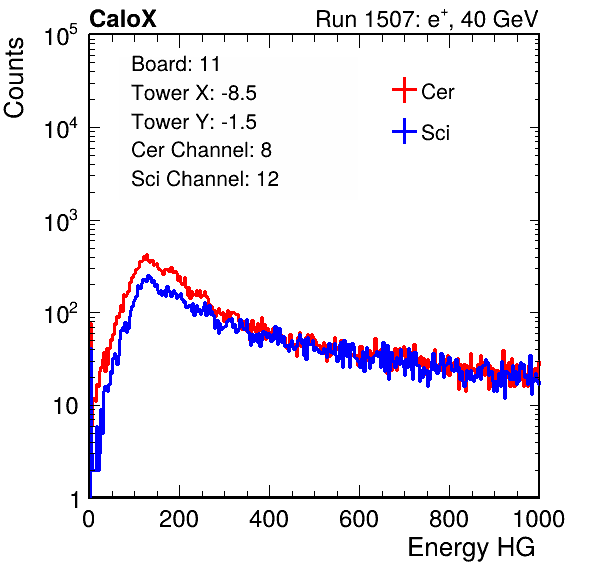 CaloX Run 1507: e⁺, 40 GeV
Counts
Board: 11
Tower X: -8.5
Tower Y: -1.5
Cer Channel: 8
Sci Channel: 12
Cer
Sci
10⁵
10⁴
10³
10²
10
1
0 200 400 600 800 1000
Energy HG